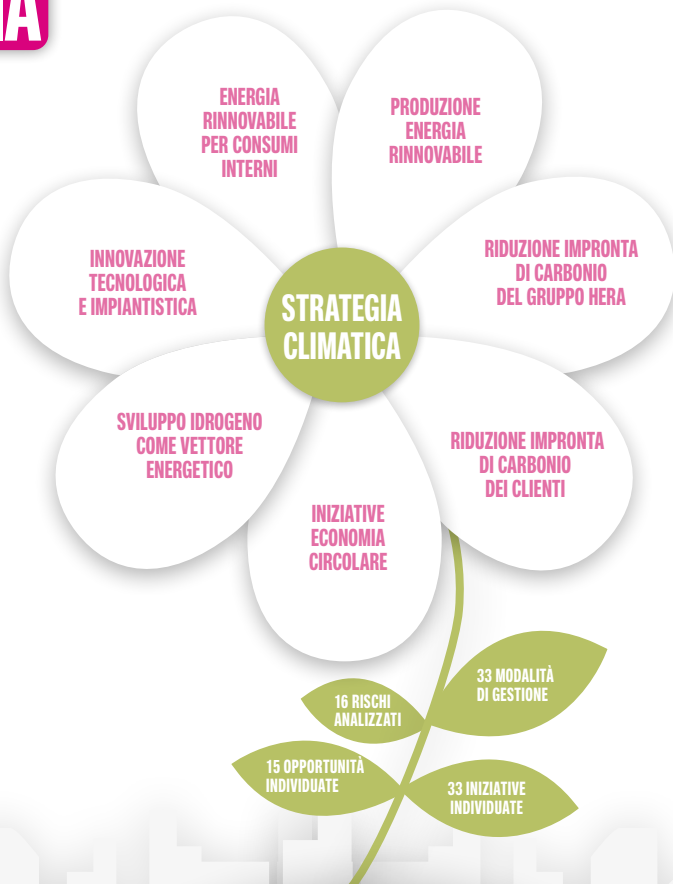 ENERGIA
RINNOVABILE
PER CONSUMI
INTERNI
PRODUZIONE
ENERGIA
RINNOVABILE
INNOVAZIONE
TECNOLOGICA
E IMPIANTISTICA
STRATEGIA
CLIMATICA
RIDUZIONE IMPRONTA
DI CARBONIO
DEL GRUPPO HERA
SVILUPPO IDROGENO
COME VETTORE
ENERGETICO
RIDUZIONE IMPRONTA
DI CARBONIO
DEI CLIENTI
INIZIATIVE
ECONOMIA
CIRCOLARE
16 RISCHI
ANALIZZATI
33 MODALITÀ
DI GESTIONE
15 OPPORTUNITÀ
INDIVIDUATE
33 INIZIATIVE
INDIVIDUATE